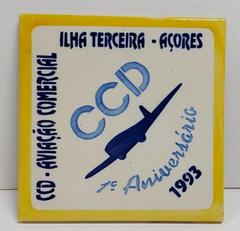 ILHA TERCEIRA - AÇORES
CCD - AVIAÇÃO COMERCIAL
CCD
1º Aniversário
1993